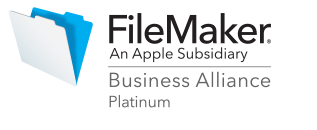 FileMaker®
An Apple Subsidiary
Business Alliance
Platinum